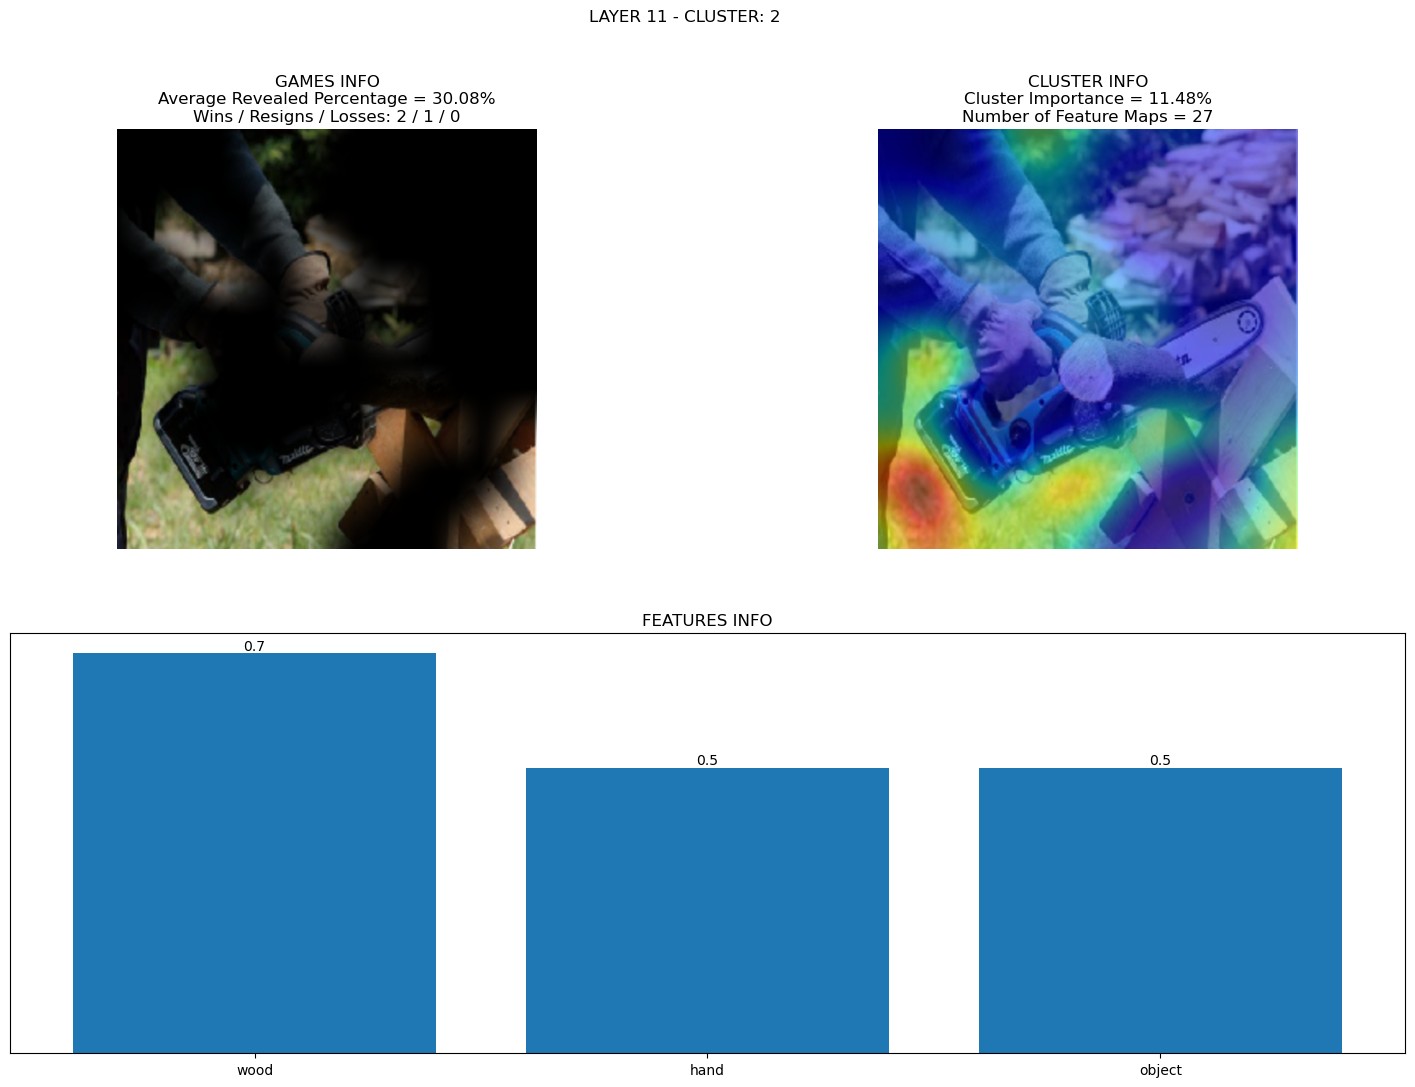 LAYER 11 - CLUSTER: 2
GAMES INFO
Average Revealed Percentage = 30.08%
Wins / Resigns / Losses: 2 / 1 / 0
CLUSTER INFO
Cluster Importance = 11.48%
Number of Feature Maps = 27
makita
makita
FEATURES INFO
0.7
0.5
0.5
wood
hand
object